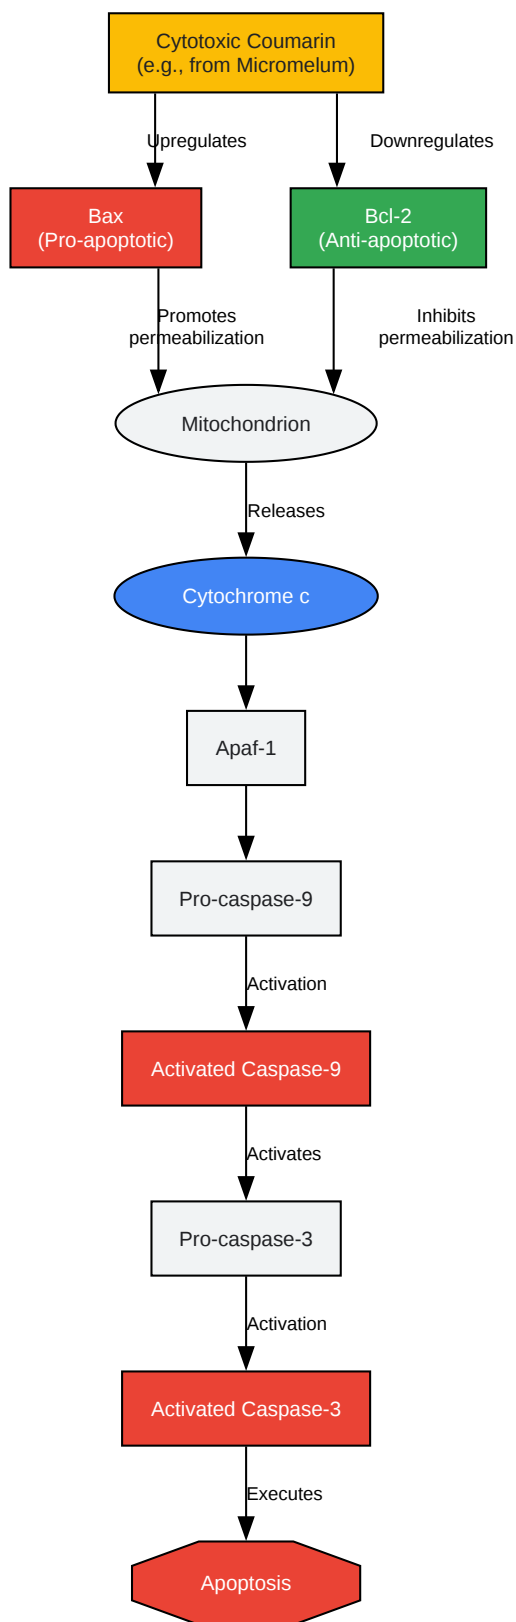 Cytotoxic Coumarin
(e.g., from Micromelum)
Upregulates
Downregulates
Bax
(Pro-apoptotic)
Bcl-2
(Anti-apoptotic)
Promotes
permeabilization
Inhibits
permeabilization
Mitochondrion
Releases
Cytochrome c
Apaf-1
Pro-caspase-9
Activation
Activated Caspase-9
Activates
Pro-caspase-3
Activation
Activated Caspase-3
Executes
Apoptosis